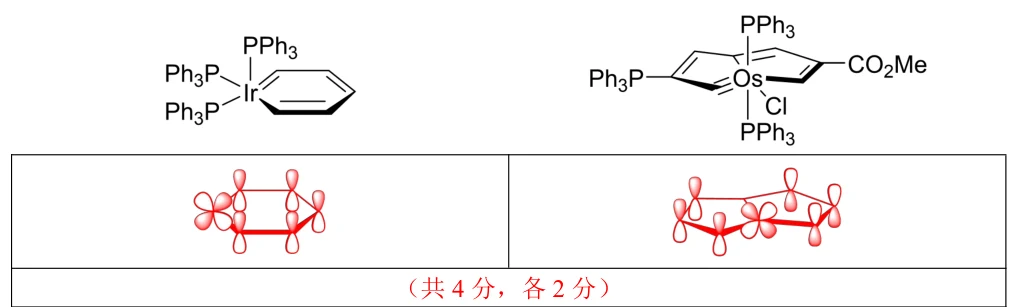 PPh3
Ph3P
Ir
Ph3P
PPh3
Ph3P
Os
CO2Me
Cl
PPh3
（共 4 分，各 2 分）